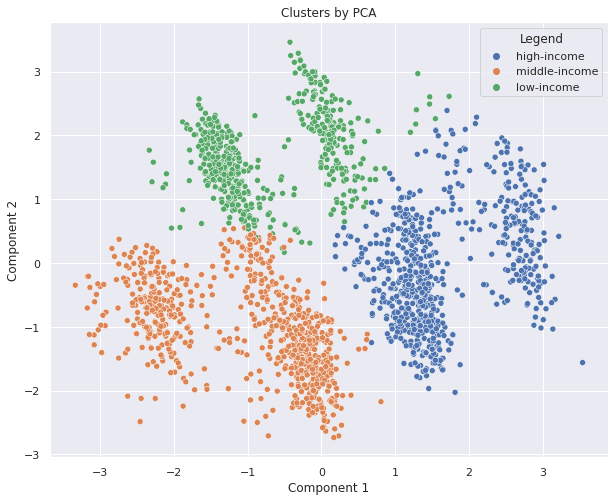 Clusters by PCA
Legend
high-income
middle-income
low-income
3
2
1
0
−1
−2
−3
Component 2
−3
−2
−1
0
1
2
3
Component 1